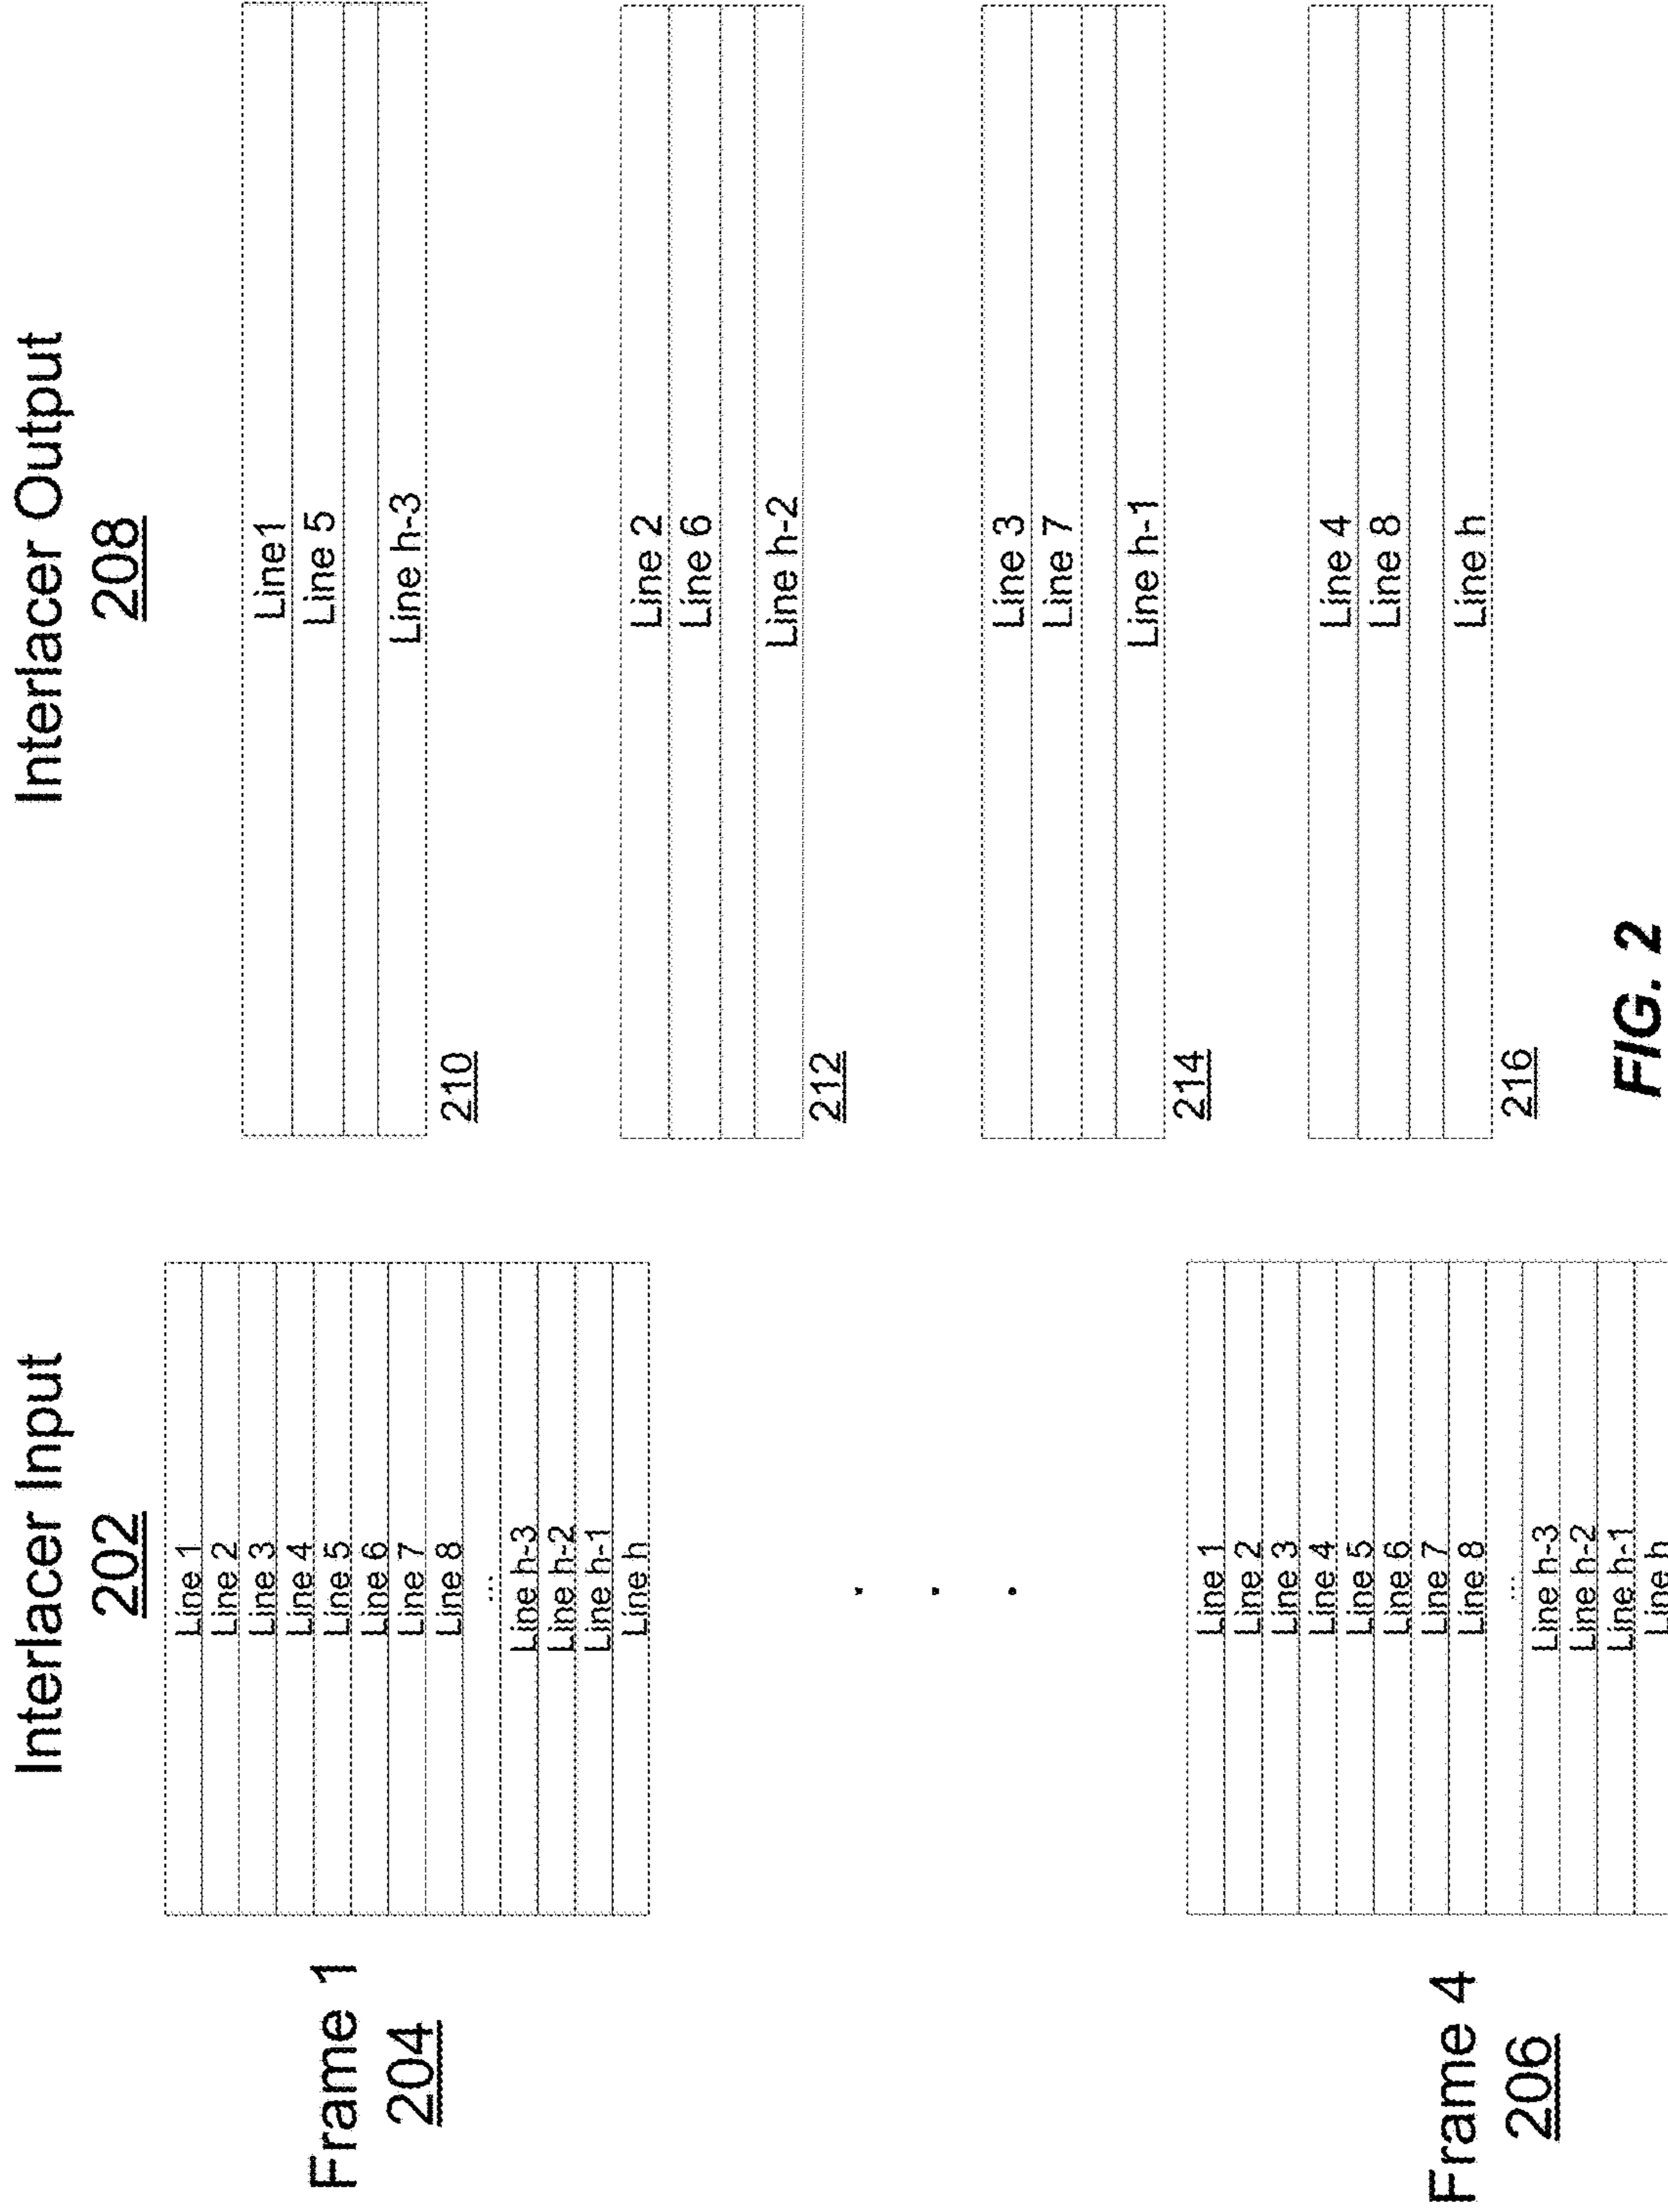 Interlacer Input
202
Interlacer Output
208
Frame 1
204
Line 1
Line 2
Line 3
Line 4
Line 5
Line 6
Line 7
Line 8
...
Line h-3
Line h-2
Line h-1
Line h
Line1
Line 5
Line h-3
210
Line 2
Line 6
Line h-2
212
Line 3
Line 7
Line h-1
214
Frame 4
206
Line 1
Line 2
Line 3
Line 4
Line 5
Line 6
Line 7
Line 8
...
Line h-3
Line h-2
Line h-1
Line h
Line 4
Line 8
Line h
216
FIG. 2